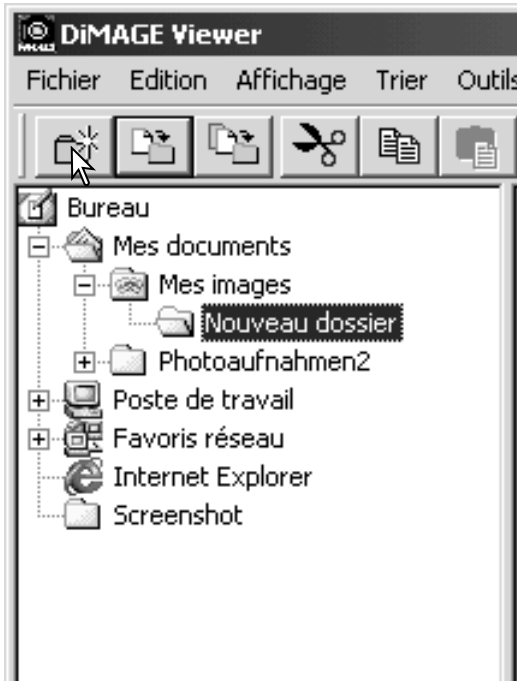 DiMAGE Viewer
Fichier Edition Affichage Trier Outils
Bureau
Mes documents
Mes images
Nouveau dossier
Photoaufnahmen2
Poste de travail
Favoris réseau
Internet Explorer
Screenshot